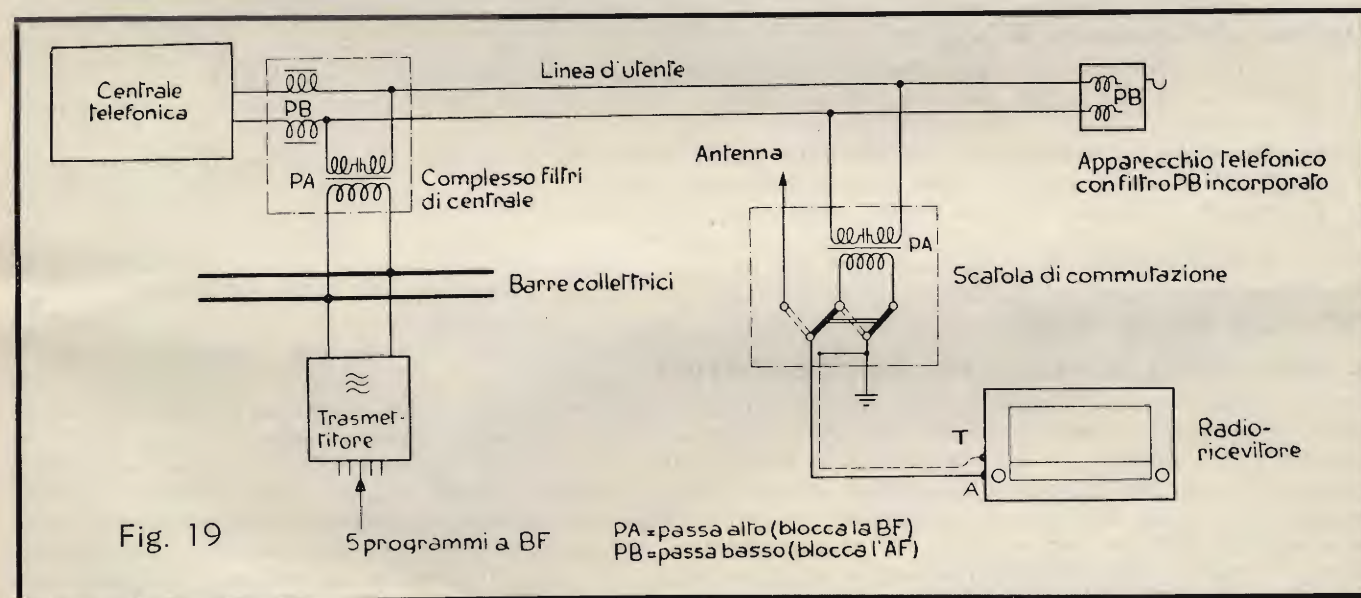 Centrale
telefonica
PB
Linea d'utente
PB
PA
Complesso filtri
di centrale
Antenna
Apparecchio telefonico
con filtro PB incorporato
PA
Scatola di commutazione
Barre collettrici
Trasmet-
titore
T
A
Radio-
ricevitore
Fig. 19
5 programmi a BF
PA = passa alto (blocca la BF)
PB = passa basso (blocca l'AF)